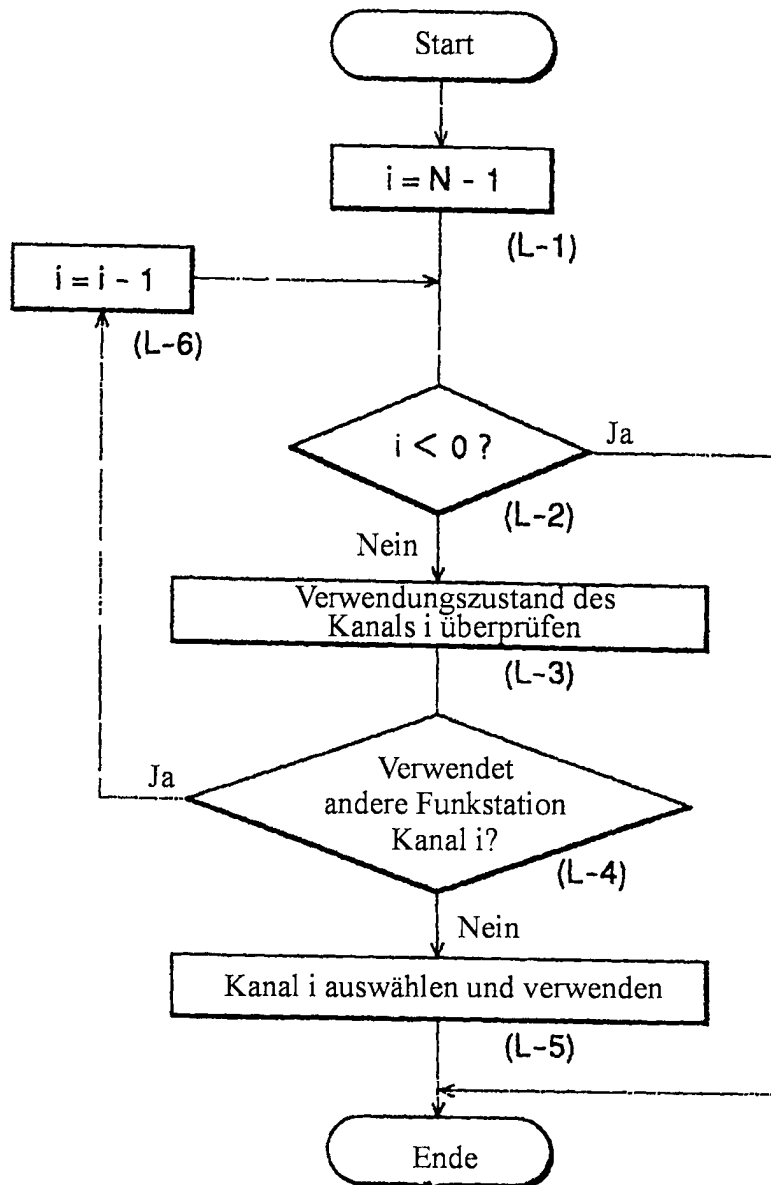 Start
i = N - 1
(L-1)
i = i - 1
(L-6)
i < 0 ?
Ja
(L-2)
Nein
Verwendungszustand des
Kanals i überprüfen
(L-3)
Ja
Verwendet
andere Funkstation
Kanal i?
(L-4)
Nein
Kanal i auswählen und verwenden
(L-5)
Ende